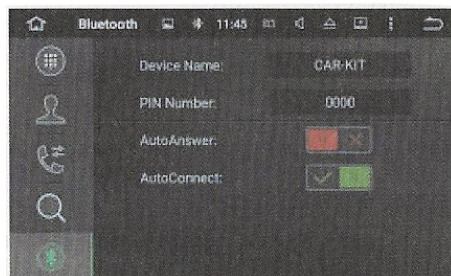 Bluetooth 11:45
Device Name: CAR-KIT
PIN Number: 0000
AutoAnswer:
AutoConnect: